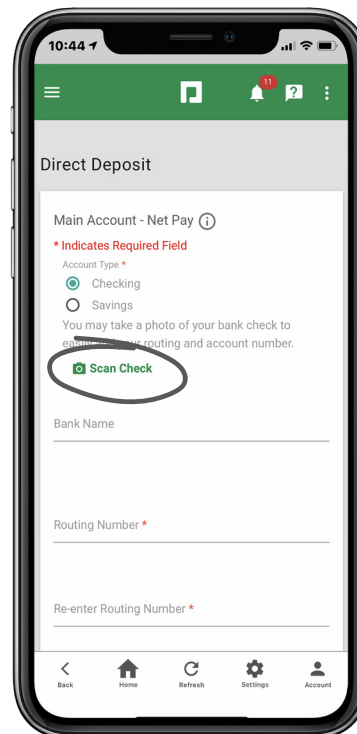 10:44
11
?
Direct Deposit
Main Account - Net Pay i
* Indicates Required Field
Account Type *
Checking
Savings
You may take a photo of your bank check to
routing and account number.
Scan Check
Bank Name
Routing Number *
Re-enter Routing Number *
Back Home Refresh Settings Account